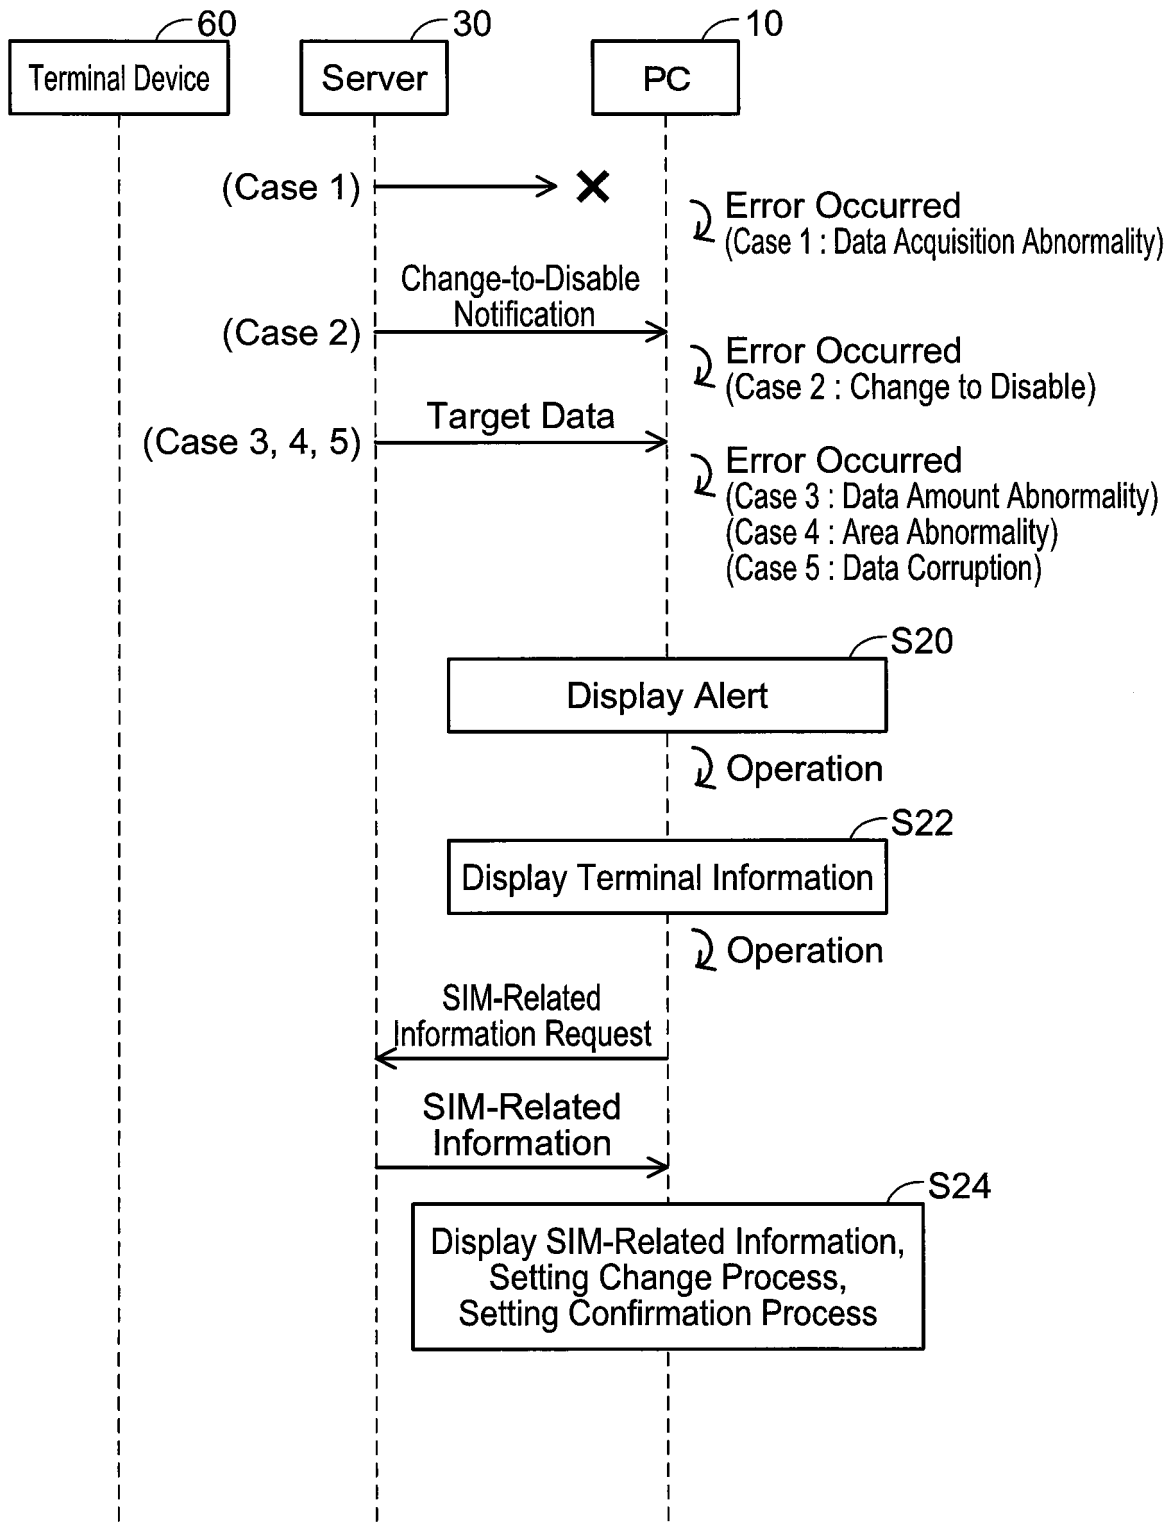 60
30
10
Terminal Device
Server
PC
(Case 1)
Error Occurred
(Case 1 : Data Acquisition Abnormality)
Change-to-Disable
Notification
(Case 2)
Error Occurred
(Case 2 : Change to Disable)
Target Data
(Case 3, 4, 5)
Error Occurred
(Case 3 : Data Amount Abnormality)
(Case 4 : Area Abnormality)
(Case 5 : Data Corruption)
S20
Display Alert
Operation
S22
Display Terminal Information
Operation
SIM-Related
Information Request
SIM-Related
Information
S24
Display SIM-Related Information,
Setting Change Process,
Setting Confirmation Process